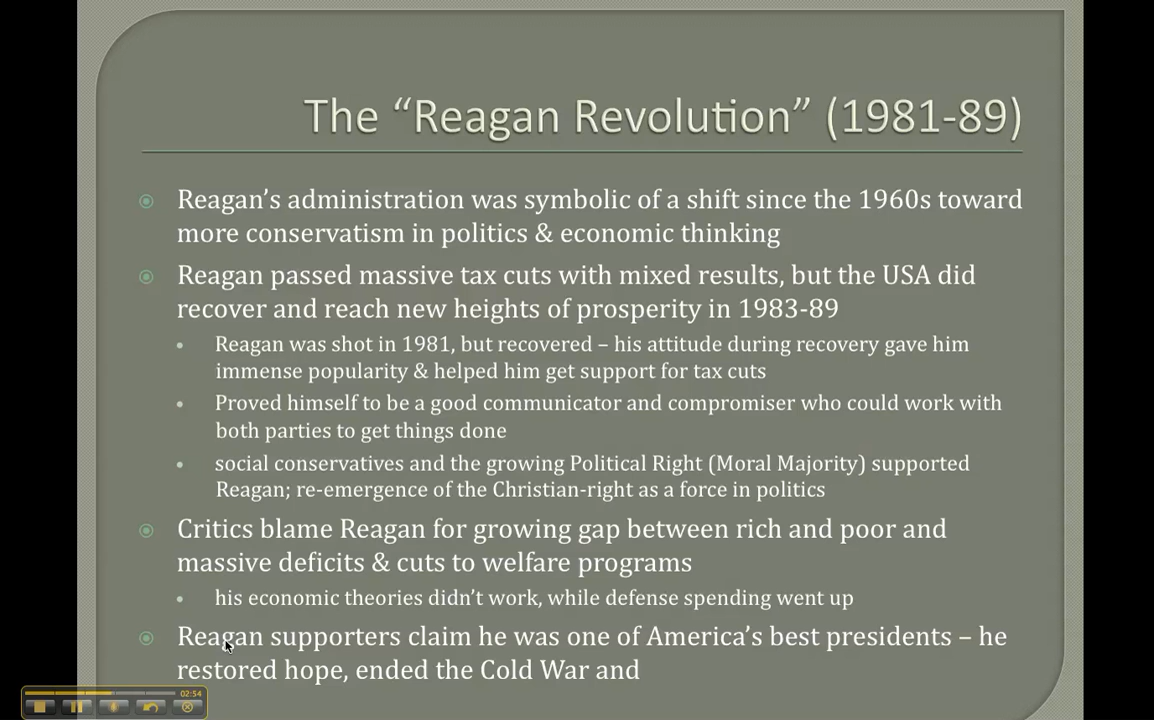 The “Reagan Revolution” (1981-89)
Reagan’s administration was symbolic of a shift since the 1960s toward
more conservatism in politics & economic thinking
Reagan passed massive tax cuts with mixed results, but the USA did
recover and reach new heights of prosperity in 1983-89
Reagan was shot in 1981, but recovered – his attitude during recovery gave him
immense popularity & helped him get support for tax cuts
Proved himself to be a good communicator and compromiser who could work with
both parties to get things done
social conservatives and the growing Political Right (Moral Majority) supported
Reagan; re-emergence of the Christian-right as a force in politics
Critics blame Reagan for growing gap between rich and poor and
massive deficits & cuts to welfare programs
his economic theories didn’t work, while defense spending went up
Reagan supporters claim he was one of America’s best presidents – he
restored hope, ended the Cold War and
02:54